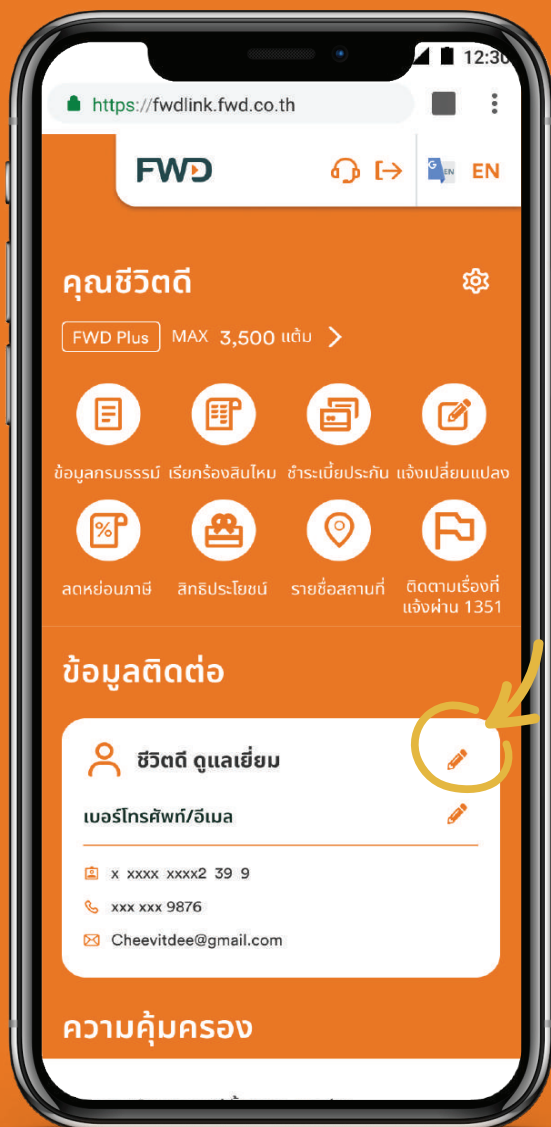 12:30
https://fwdlink.fwd.co.th
FWD
G EN EN
คุณชีวิตดี
FWD Plus MAX 3,500 แต้ม
ข้อมูลกรมธรรม์ เรียกร้องสินไหม ชำระเบี้ยประกัน แจ้งเปลี่ยนแปลง
ลดหย่อนภาษี สิทธิประโยชน์ รายชื่อสถานที่ ติดตามเรื่องที่
แจ้งผ่าน 1351
ข้อมูลติดต่อ
ชีวิตดี ดูแลเยี่ยม
เบอร์โทรศัพท์/อีเมล
x xxxx xxxx2 39 9
xxx xxx 9876
Cheevitdee@gmail.com
ความคุ้มครอง